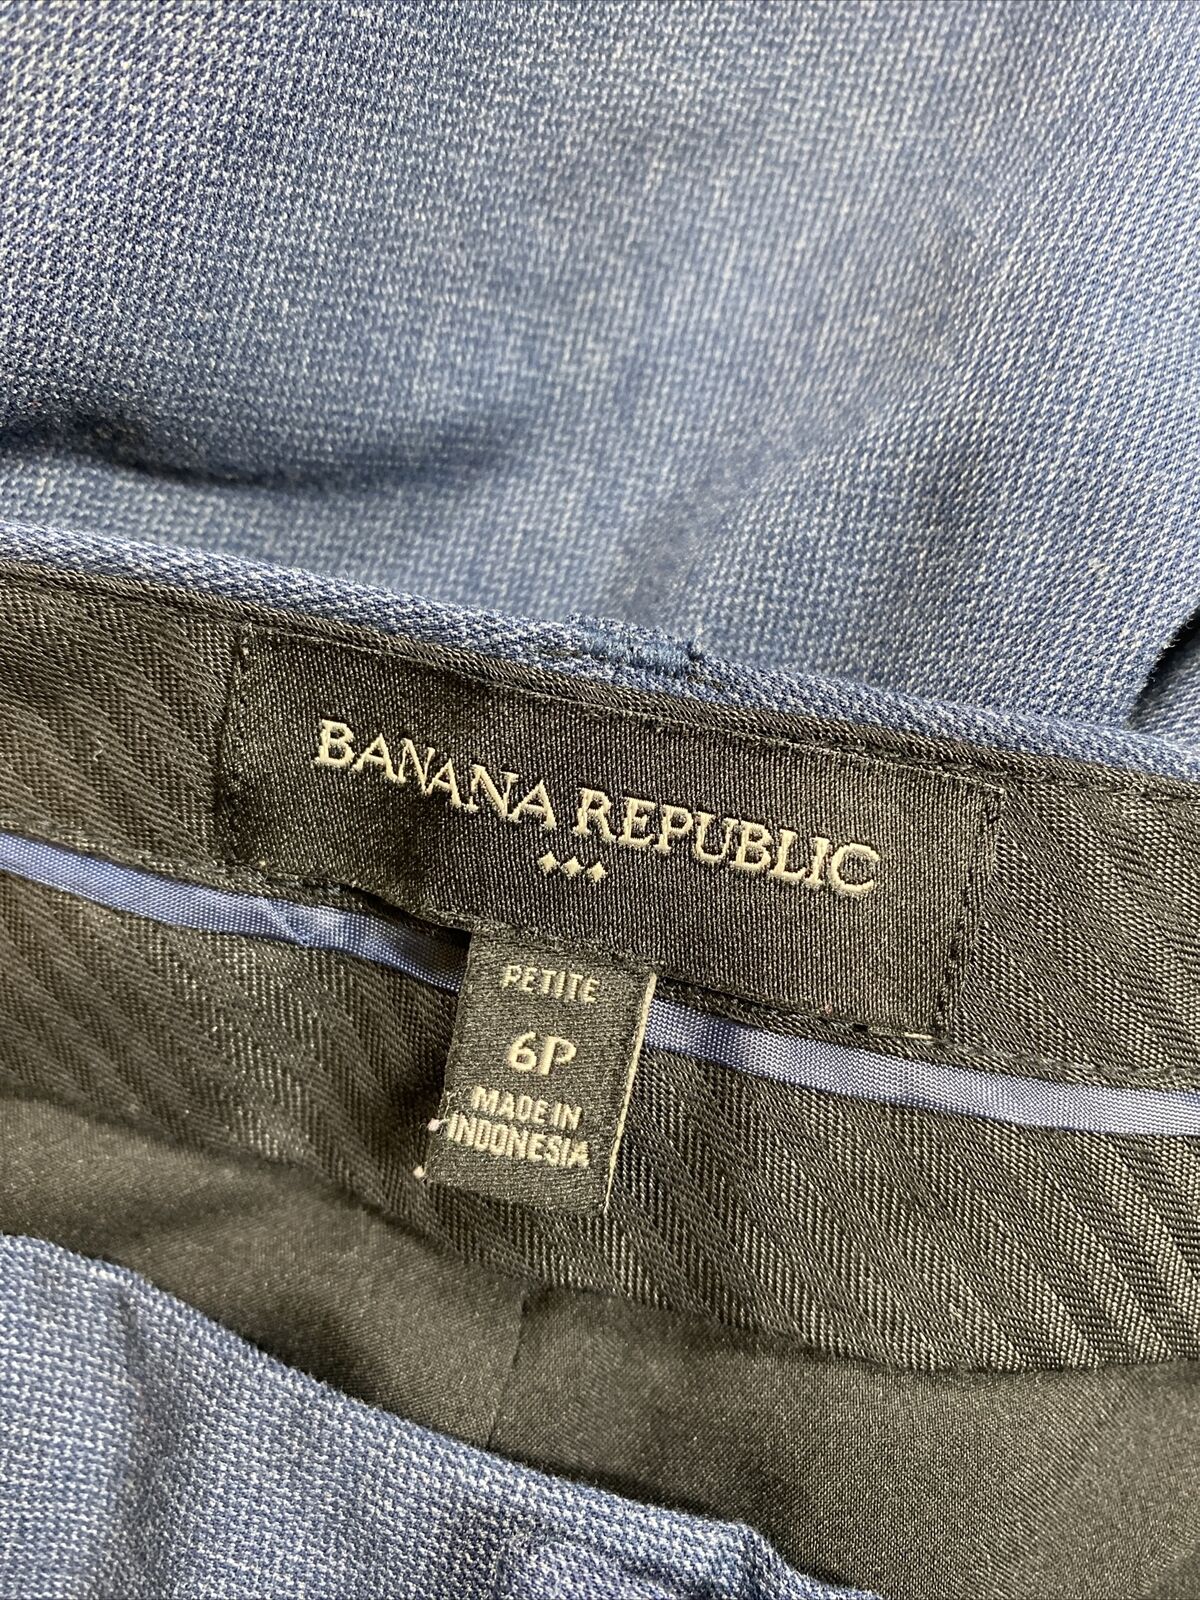 BANANA REPUBLIC
PETITE
6P
MADE IN
INDONESIA